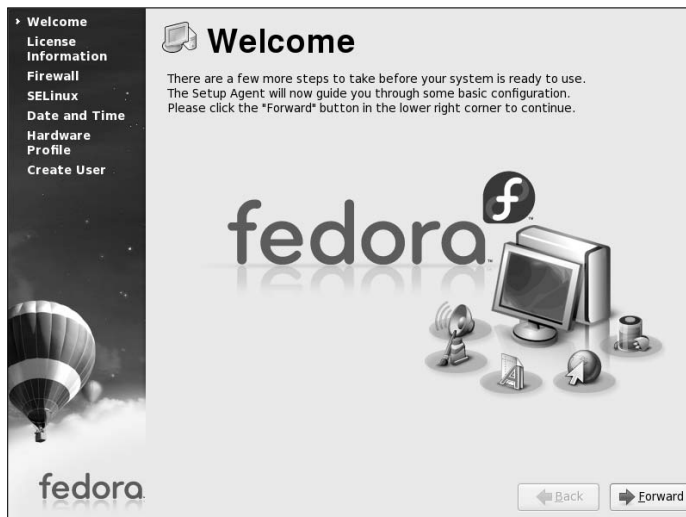 Welcome
License
Information
Firewall
SELinux
Date and Time
Hardware
Profile
Create User
Welcome
There are a few more steps to take before your system is ready to use.
The Setup Agent will now guide you through some basic configuration.
Please click the "Forward" button in the lower right corner to continue.
fedora™
fedora
Back
Forward